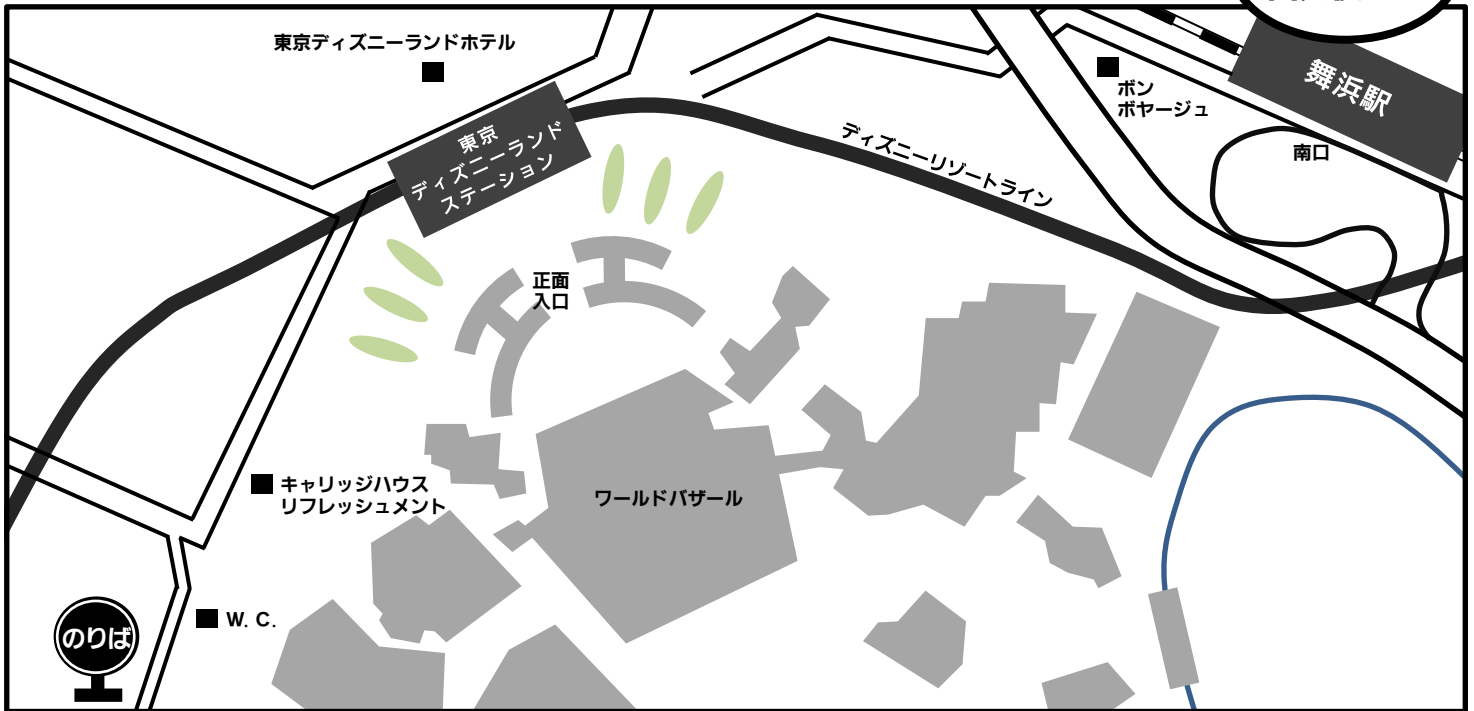 東京ディズニーランドホテル
東京
ディズニーランド
ステーション
ディズニーリゾートライン
ボン
ボヤージュ
舞浜駅
南口
正面
入口
キャリッジハウス
リフレッシュメント
ワールドバザール
W. C.
のりば